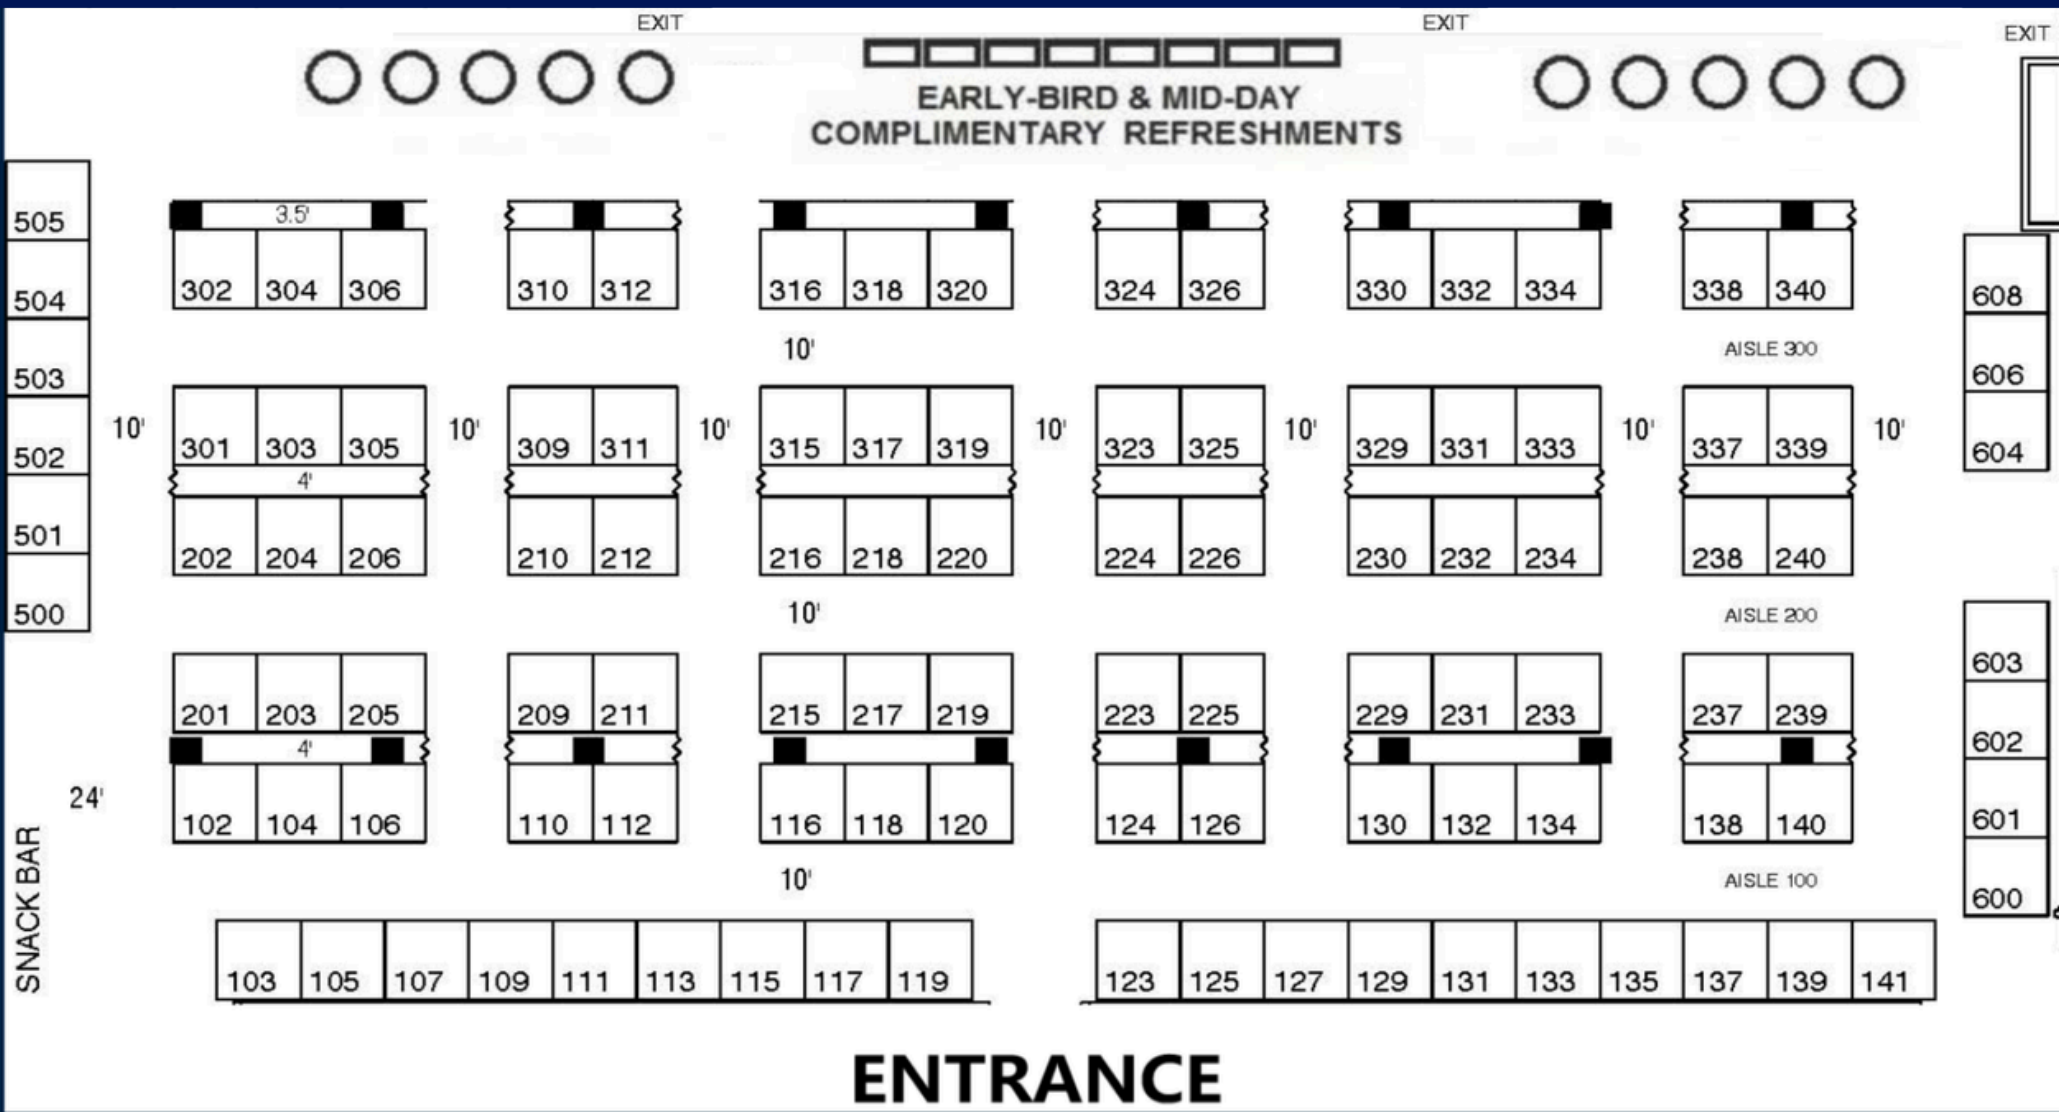 EXIT EXIT EXIT
EARLY-BIRD & MID-DAY
COMPLIMENTARY REFRESHMENTS
505
3.5'
504 302 304 306 310 312 316 318 320 324 326 330 332 334 338 340 608
10' AISLE 300
503 606
10' 10' 10' 10' 10' 10' 10'
502 301 303 305 309 311 315 317 319 323 325 329 331 333 337 339 604
4'
501 202 204 206 210 212 216 218 220 224 226 230 232 234 238 240
500 10' AISLE 200
603
201 203 205 209 211 215 217 219 223 225 229 231 233 237 239
4' 602
24'
102 104 106 110 112 116 118 120 124 126 130 132 134 138 140 601
10' AISLE 100
600
SNACK BAR
103 105 107 109 111 113 115 117 119 123 125 127 129 131 133 135 137 139 141
ENTRANCE